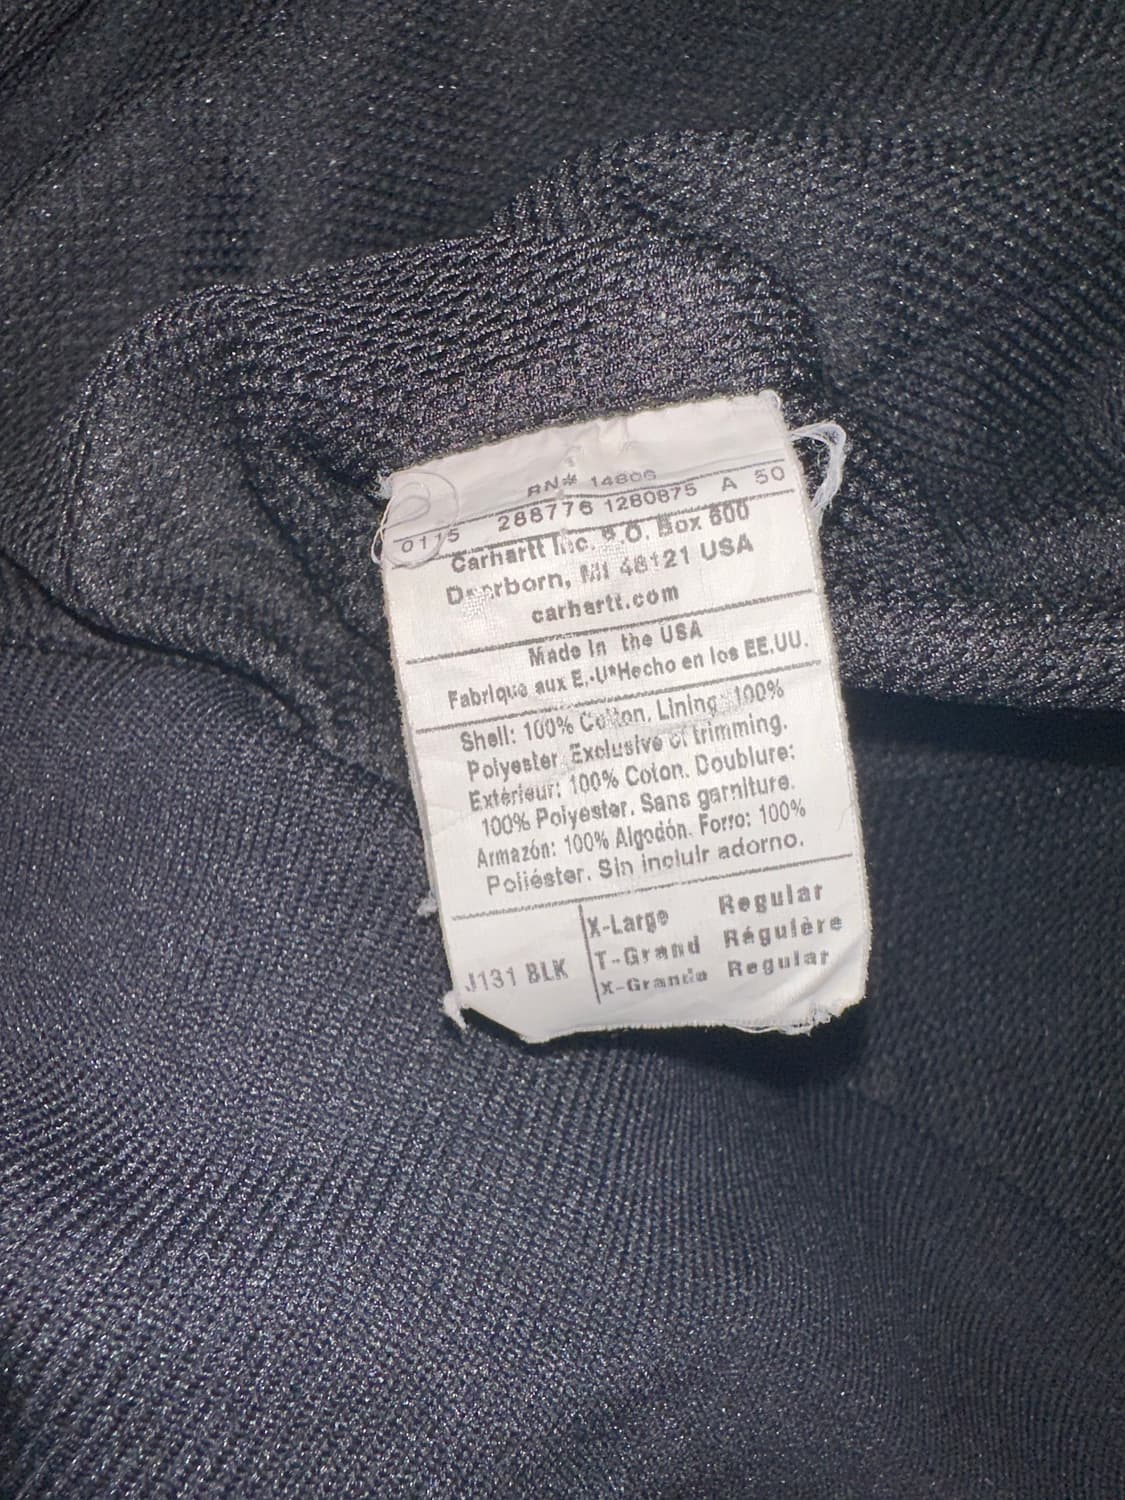 RN# 14806
0115 288776 1280875 A 50
Carhartt Inc. P.O. Box 600
Dearborn, MI 48121 USA
carhartt.com
Made in the USA
Fabrique aux E.-U*Hecho en los EE.UU.
Shell: 100% Cotton. Lining: 100%
Polyester. Exclusive of trimming.
Extérieur: 100% Coton. Doublure:
100% Polyester. Sans garniture.
Armazón: 100% Algodón. Forro: 100%
Poliéster. Sin incluir adorno.
J131 BLK
X-Large Regular
T-Grand Régulère
X-Grande Regular